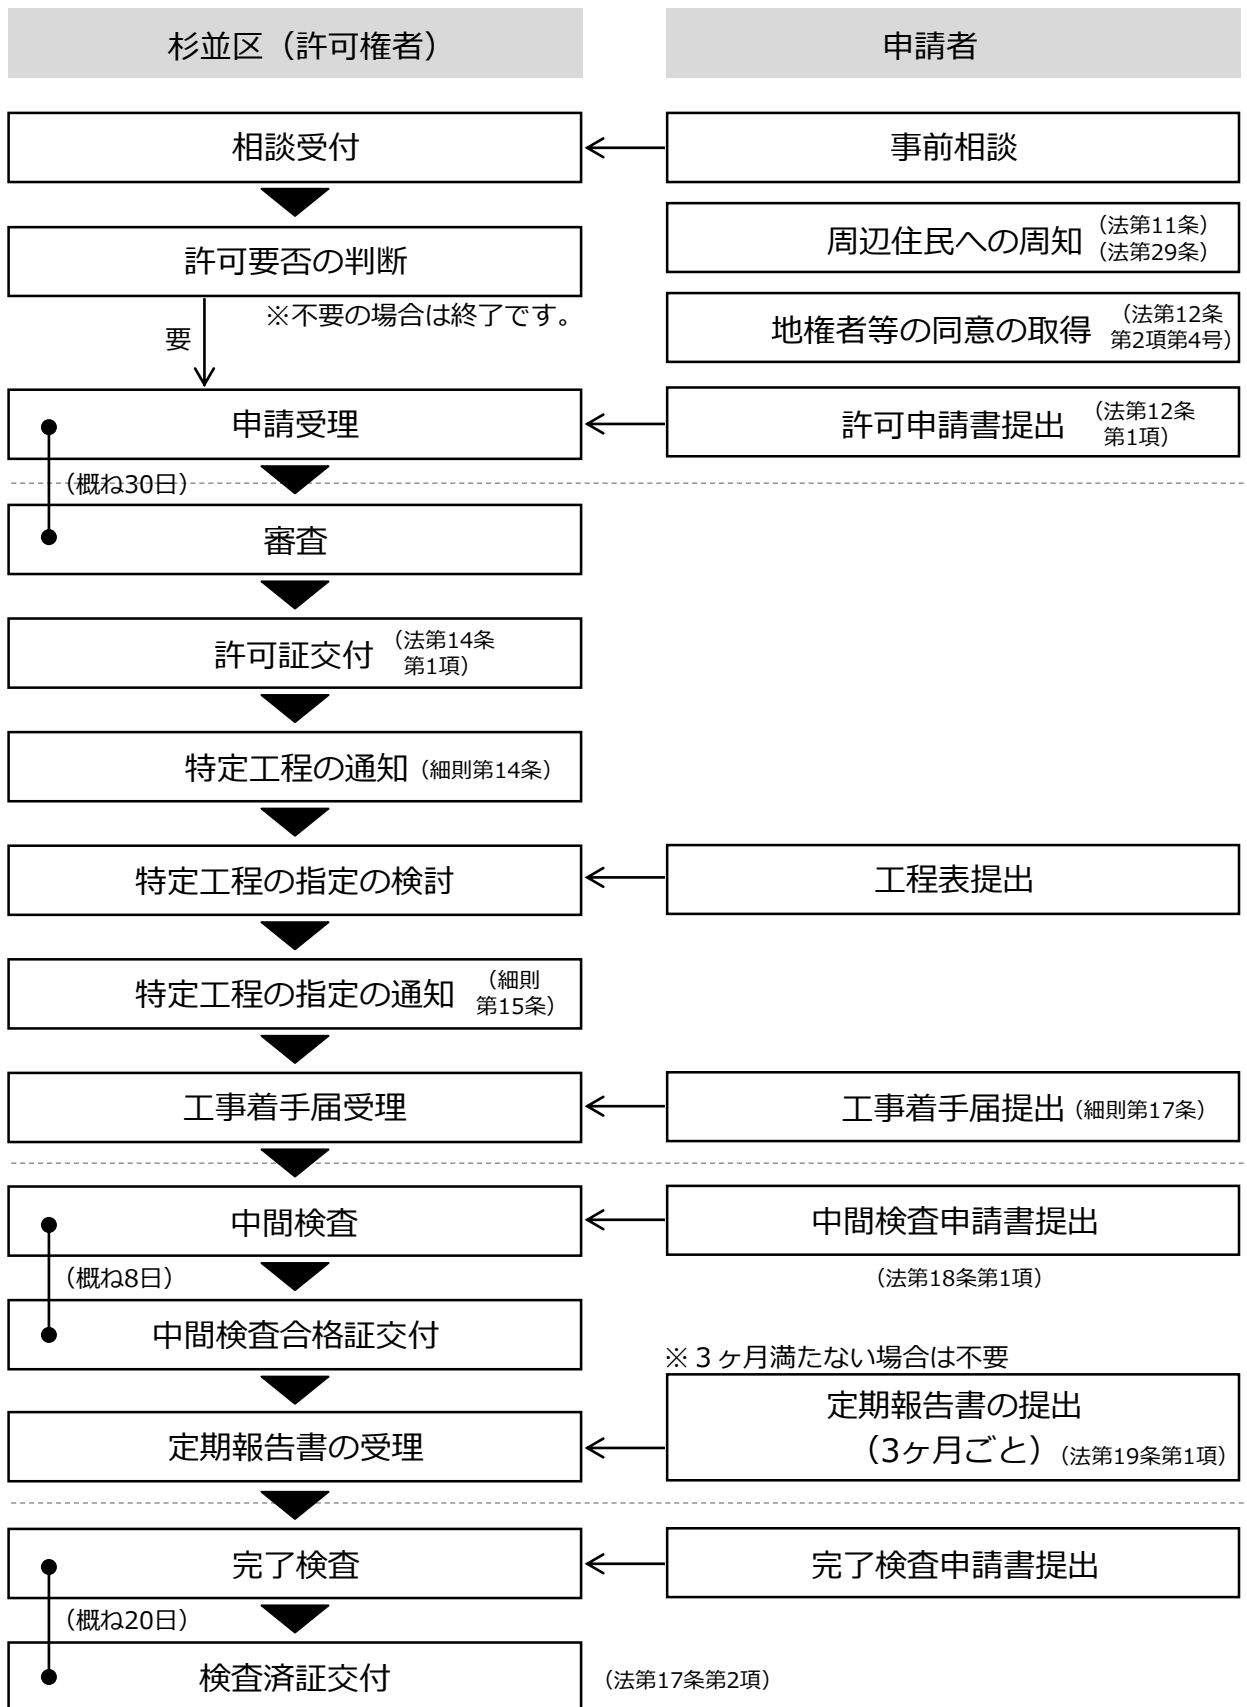 杉並区（許可権者）
申請者
相談受付
事前相談
周辺住民への周知
（法第11条）
（法第29条）
許可要否の判断
※不要の場合は終了です。
要
地権者等の同意の取得
（法第12条
第2項第4号）
申請受理
許可申請書提出
（法第12条
第1項）
（概ね30日）
審査
許可証交付
（法第14条
第1項）
特定工程の通知（細則第14条）
特定工程の指定の検討
工程表提出
特定工程の指定の通知
（細則
第15条）
工事着手届受理
工事着手届提出（細則第17条）
中間検査
中間検査申請書提出
（概ね8日）
（法第18条第1項）
中間検査合格証交付
※３ヶ月満たない場合は不要
定期報告書の受理
定期報告書の提出
（3ヶ月ごと）（法第19条第1項）
完了検査
完了検査申請書提出
（概ね20日）
検査済証交付
（法第17条第2項）